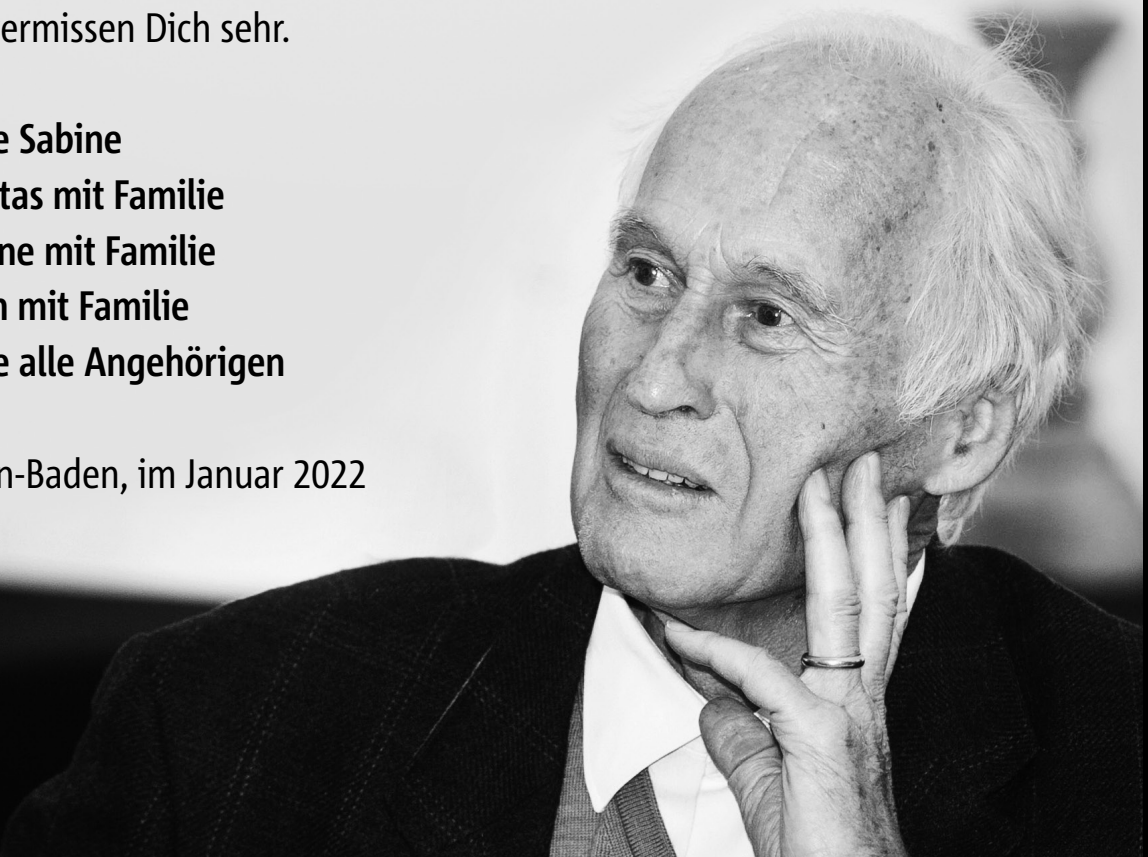 ermissen Dich sehr.
e Sabine
tas mit Familie
ne mit Familie
n mit Familie
e alle Angehörigen
n-Baden, im Januar 2022